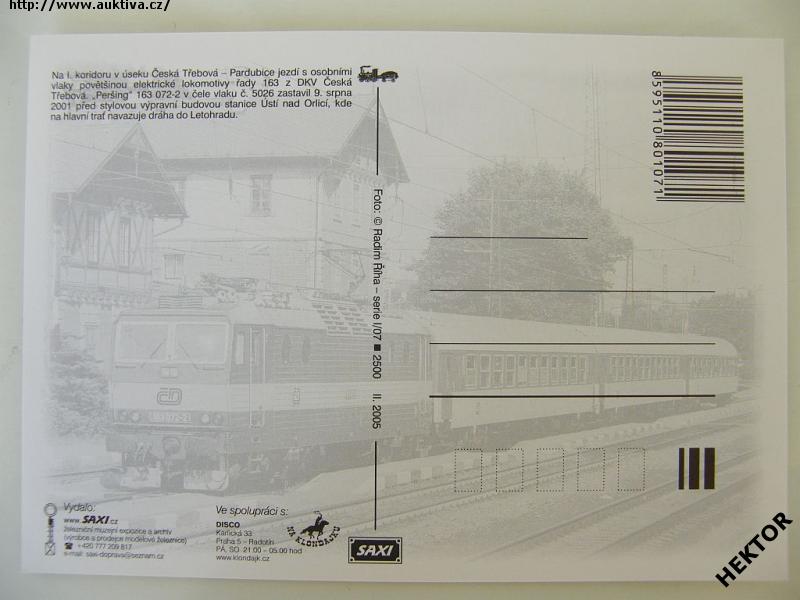 http://www.auktiva.cz/
Na I. koridoru v úseku Česká Třebová – Pardubice jezdí s osobními
vlaky povětšinou elektrické lokomotivy řady 163 z DKV Česká
Třebová. „Peršing" 163 072-2 v čele vlaku č. 5026 zastavil 9. srpna
2001 před stylovou výpravní budovou stanice Ústí nad Orlicí, kde
na hlavní trať navazuje dráha do Letohradu.
8595110801071
Foto: © Radim Říha – serie I/07 ■ 2500 II. 2005
Vydalo:
www.SAXI.cz
železniční muzejní expozice a archiv
(výrobce a prodejce modelové železnice)
☎ +420 777 209 817
e-mail: saxi-doprava@seznam.cz
Ve spolupráci s:
DISCO
Karlická 33
Praha 5 – Radotín
PÁ, SO 21:00 – 05:00 hod
www.klondajk.cz
NA KLONDAJKU
SAXI
HEKTOR